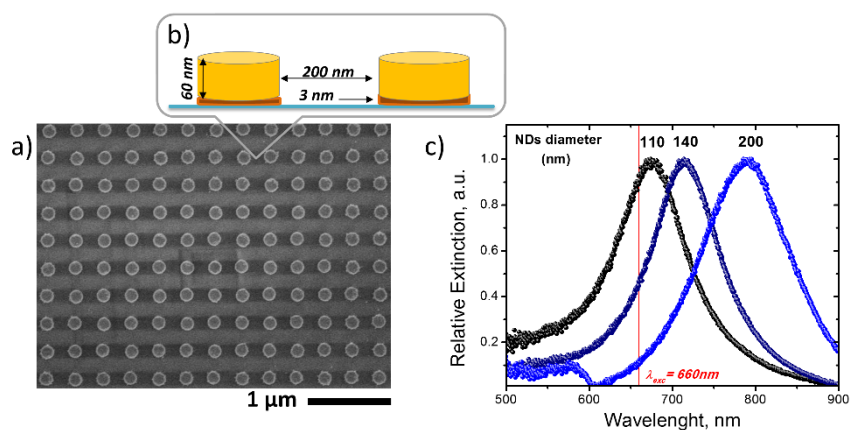 b)
60 nm
200 nm
3 nm
a)
1 µm
c)
NDs diameter
(nm)
110 140 200
1.0
0.8
0.6
0.4
0.2
Relative Extinction, a.u.
λexc = 660nm
500 600 700 800 900
Wavelenght, nm